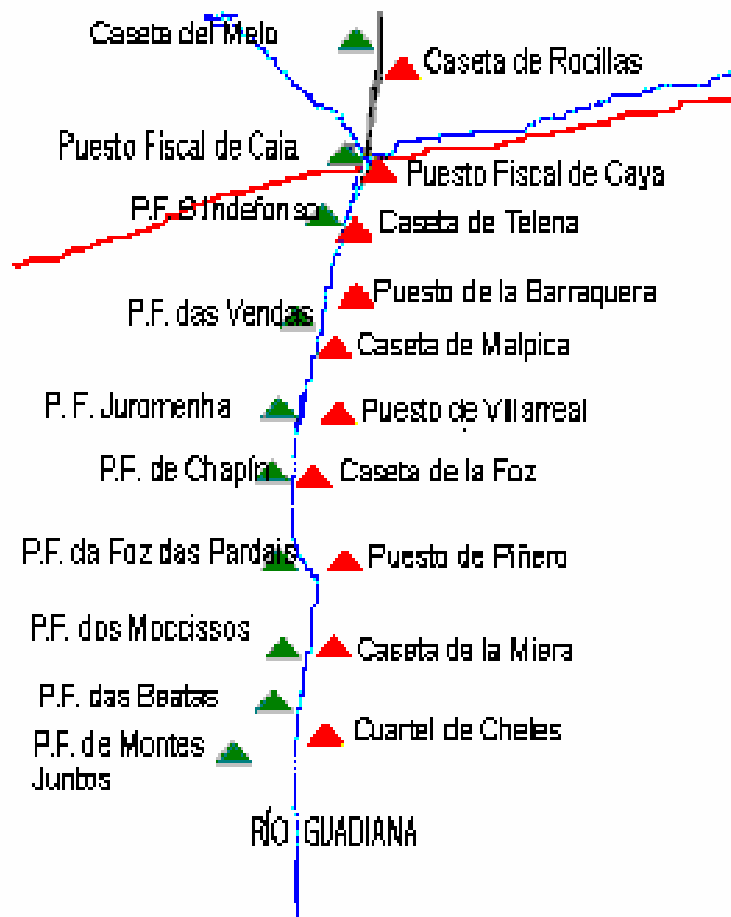 Caseta del Melo
Caseta de Rocillas
Puesto Fiscal de Caia
Puesto Fiscal de Caya
P.F. S Indefonso
Caseta de Telena
Puesto de la Barraquera
P.F. das Vendas
Caseta de Malpica
P. F. Juromenha
Puesto de Villarreal
P.F. de Chapín
Caseta de la Foz
P.F. da Foz das Pardais
Puesto de Piñero
P.F. dos Moccissos
Caseta de la Miera
P.F. das Beatas
Cuartel de Cheles
P.F. de Montes
Juntos
RÍO GUADIANA